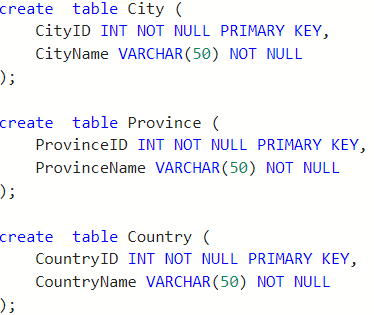 create  table City (
    CityID INT NOT NULL PRIMARY KEY,
    CityName VARCHAR(50) NOT NULL
);
create  table Province (
    ProvinceID INT NOT NULL PRIMARY KEY,
    ProvinceName VARCHAR(50) NOT NULL
);
create  table Country (
    CountryID INT NOT NULL PRIMARY KEY,
    CountryName VARCHAR(50) NOT NULL
);